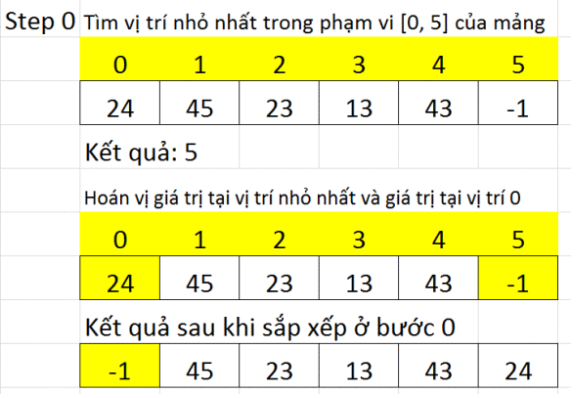 Step 0 Tìm vị trí nhỏ nhất trong phạm vi [0, 5] của mảng
0 1 2 3 4 5
24 45 23 13 43 -1
Kết quả: 5
Hoán vị giá trị tại vị trí nhỏ nhất và giá trị tại vị trí 0
0 1 2 3 4 5
24 45 23 13 43 -1
Kết quả sau khi sắp xếp ở bước 0
-1 45 23 13 43 24